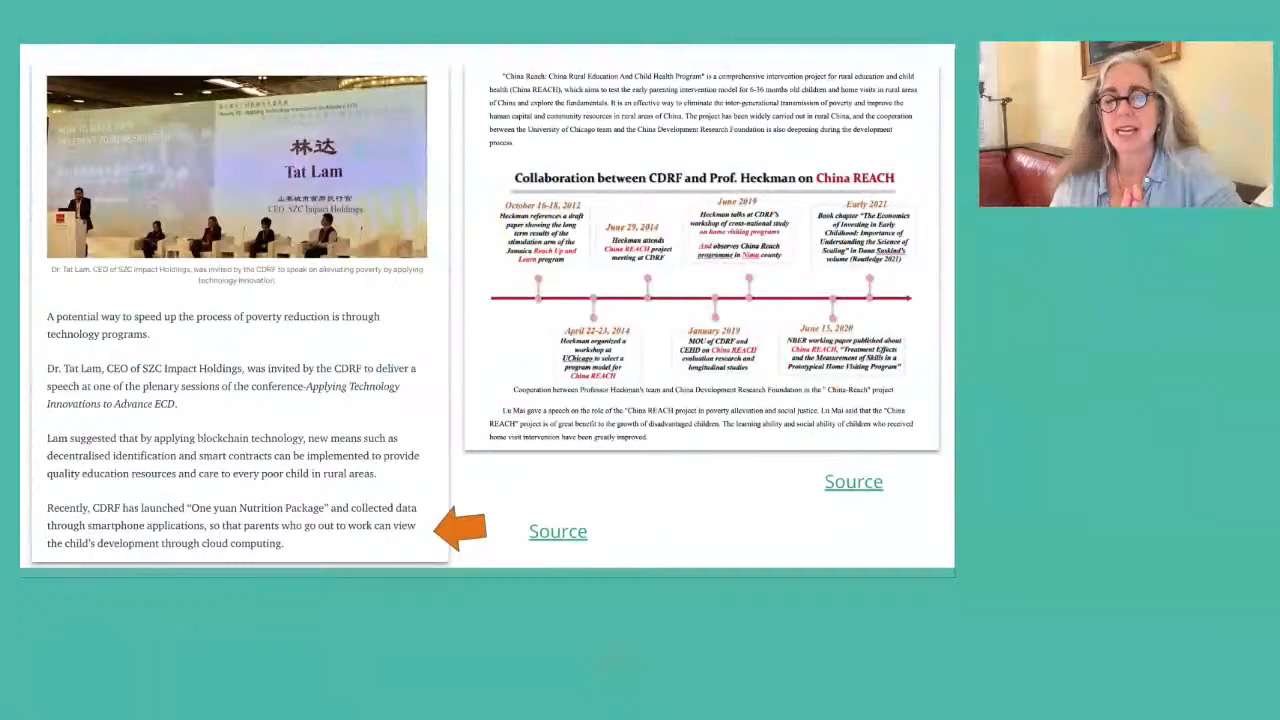 林达
Tat Lam
山寨城市首席执行官
CEO, SZC Impact Holdings
Dr. Tat Lam, CEO of SZC impact Holdings, was invited by the CDRF to speak on alleviating poverty by applying
technology innovation.
A potential way to speed up the process of poverty reduction is through
technology programs.
Dr. Tat Lam, CEO of SZC Impact Holdings, was invited by the CDRF to deliver a
speech at one of the plenary sessions of the conference-Applying Technology
Innovations to Advance ECD.
Lam suggested that by applying blockchain technology, new means such as
decentralised identification and smart contracts can be implemented to provide
quality education resources and care to every poor child in rural areas.
Recently, CDRF has launched “One yuan Nutrition Package” and collected data
through smartphone applications, so that parents who go out to work can view
the child’s development through cloud computing.
"China Reach: China Rural Education And Child Health Program" is a comprehensive intervention project for rural education and child
health (China REACH), which aims to test the early parenting intervention model for 6-36 months old children and home visits in rural areas
of China and explore the fundamentals. It is an effective way to eliminate the inter-generational transmission of poverty and improve the
human capital and community resources in rural areas of China. The project has been widely carried out in rural China, and the cooperation
between the University of Chicago team and the China Development Research Foundation is also deepening during the development
process.
Collaboration between CDRF and Prof. Heckman on China REACH
October 16-18, 2012
Heckman references a draft
paper showing the long
term results of the
stimulation arm of the
Jamaica Reach Up and
Learn program
June 29, 2014
Heckman attends
China REACH project
meeting at CDRF
June 2019
Heckman talks at CDRF's
workshop of cross-national study
on home visiting programs
And observes China Reach
programme in Nima county
Early 2021
Book chapter “The Economics
of Investing in Early
Childhood: Importance of
Understanding the Science of
Scaling” in Dana Suskind's
volume (Routledge 2021)
April 22-23, 2014
Heckman organized a
workshop at
UChicago to select a
program model for
China REACH
January 2019
MOU of CDRF and
CEHD on China REACH
evaluation research and
longitudinal studies
June 15, 2020
NBER working paper published about
China REACH, “Treatment Effects
and the Measurement of Skills in a
Prototypical Home Visiting Program”
Cooperation between Professor Heckman's team and China Development Research Foundation in the " China-Reach" project
Lu Mai gave a speech on the role of the "China REACH project in poverty alleviation and social justice. Lu Mai said that the "China
REACH" project is of great benefit to the growth of disadvantaged children. The learning ability and social ability of children who received
home visit intervention have been greatly improved.
Source
Source